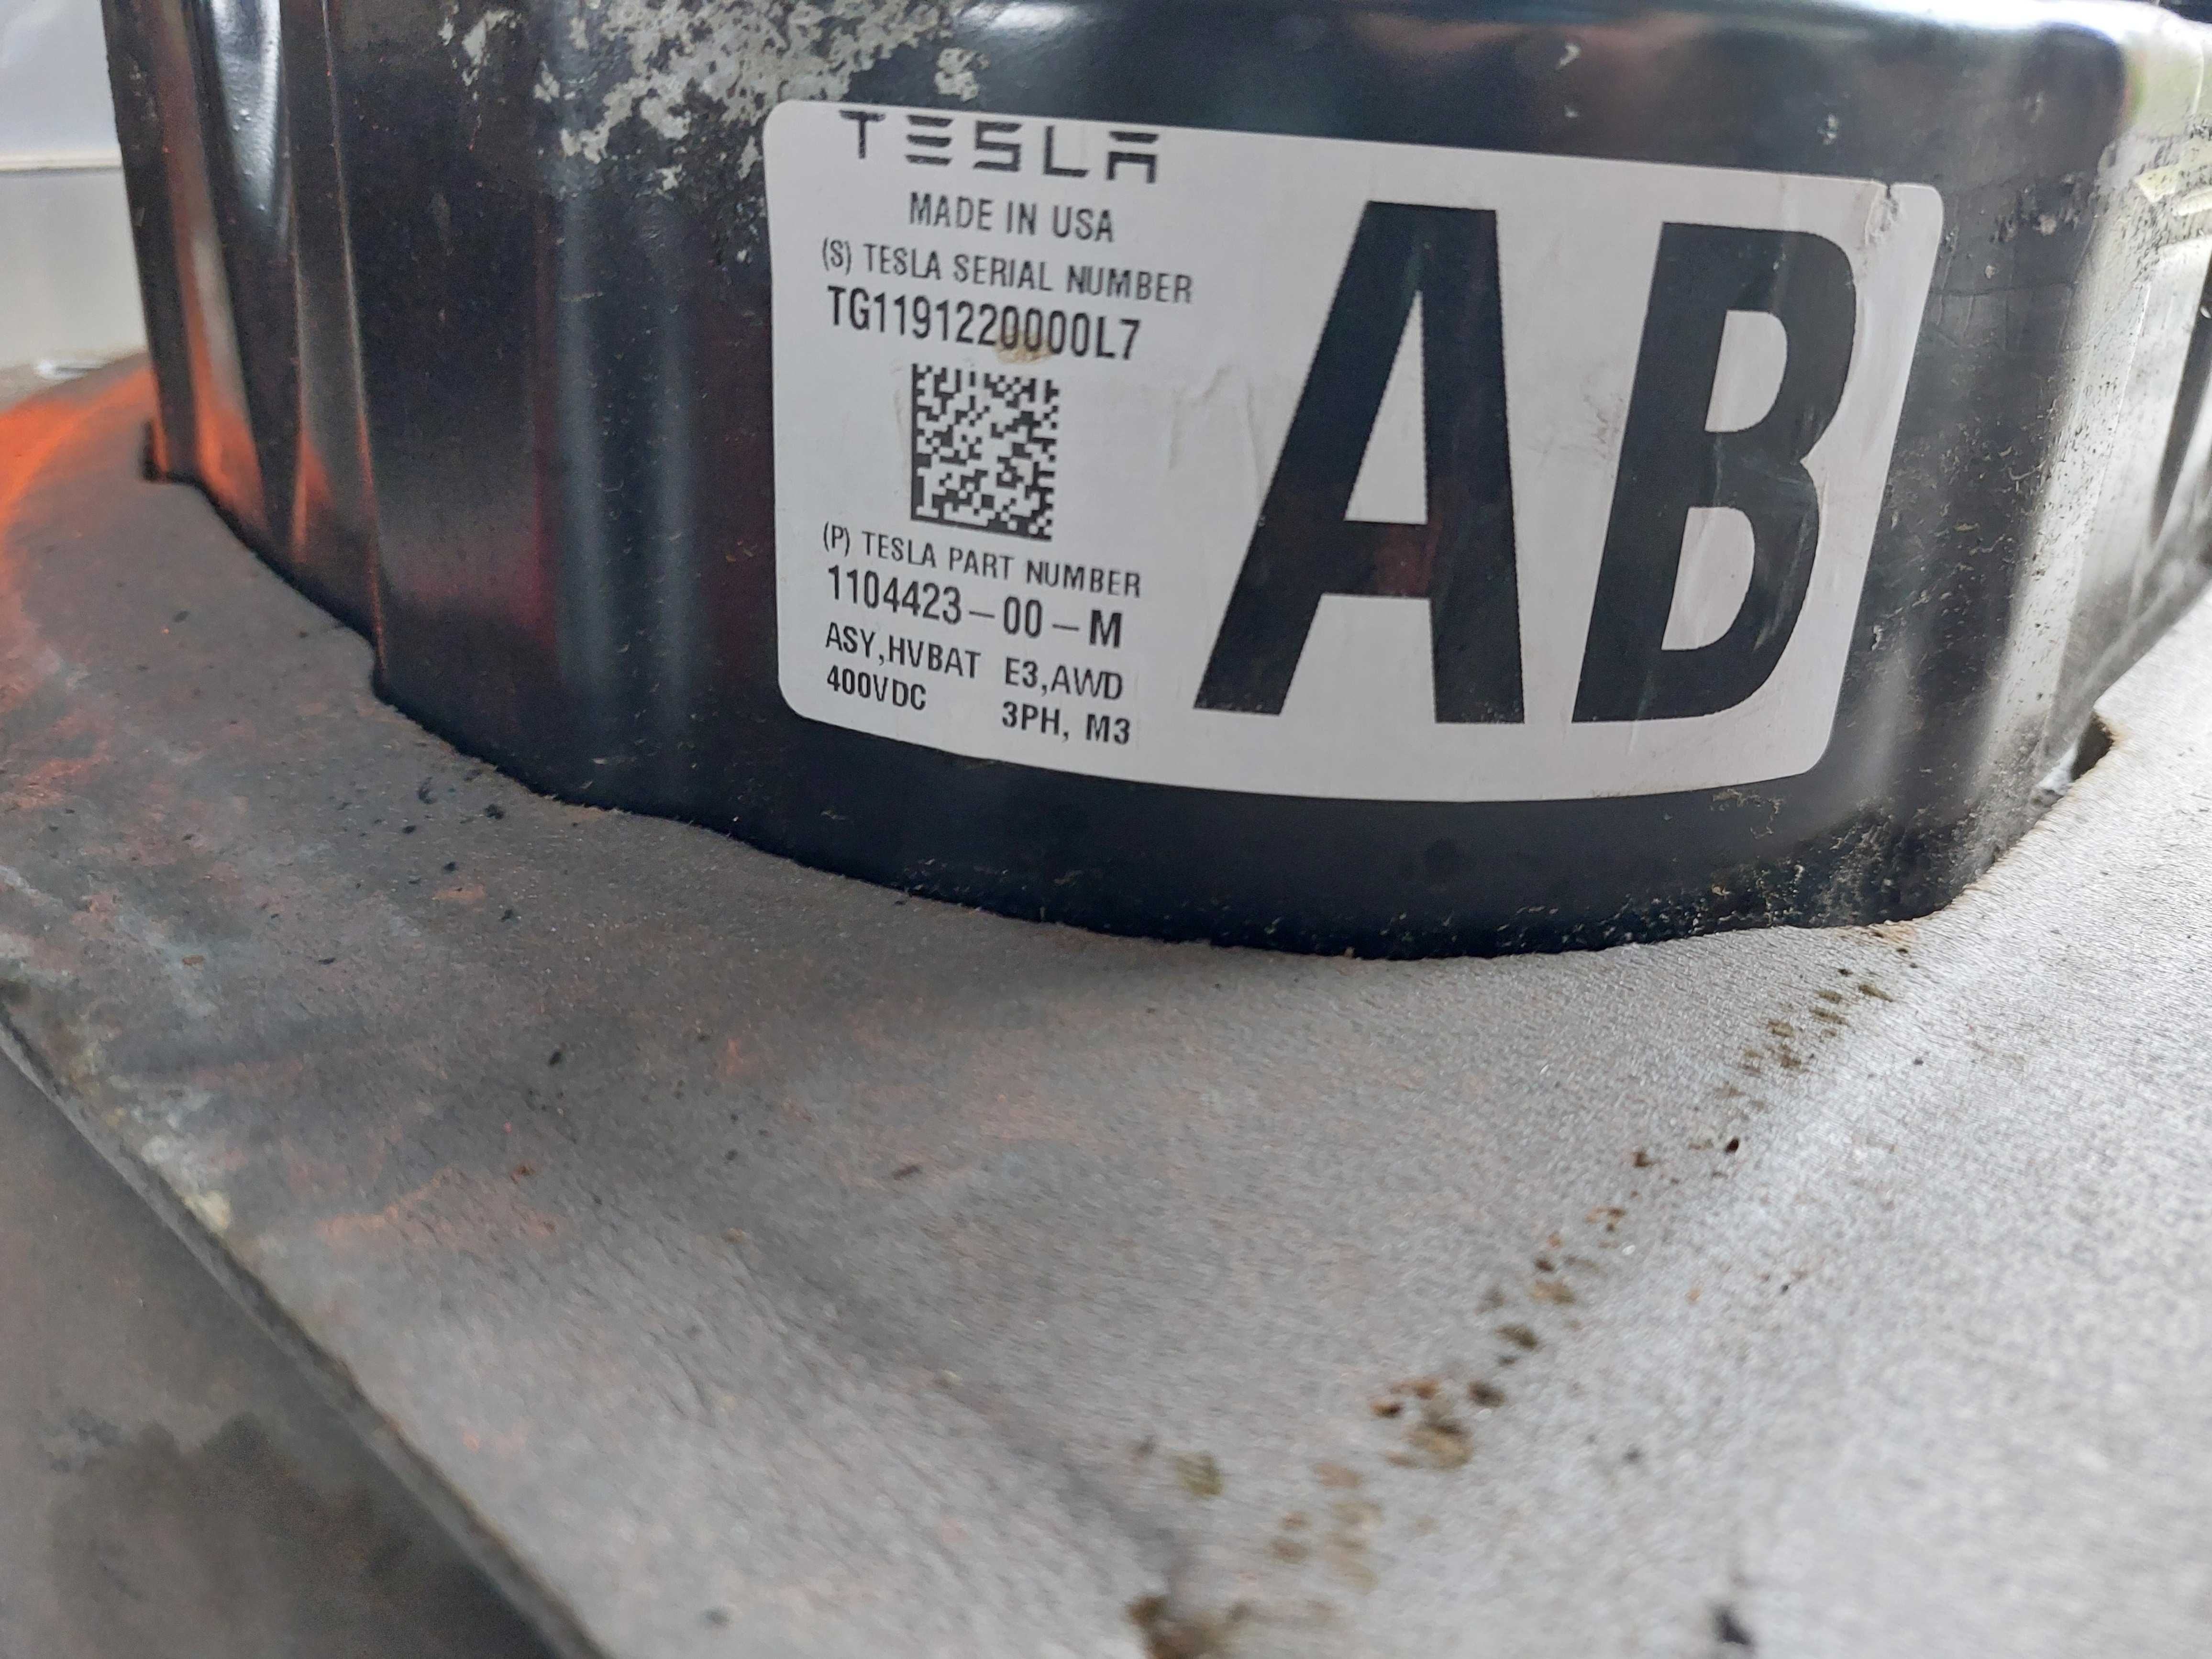 TESLA
MADE IN USA
(S) TESLA SERIAL NUMBER
TG1191220000L7
(P) TESLA PART NUMBER
1104423-00-M
ASY,HVBAT E3,AWD
400VDC 3PH, M3
AB